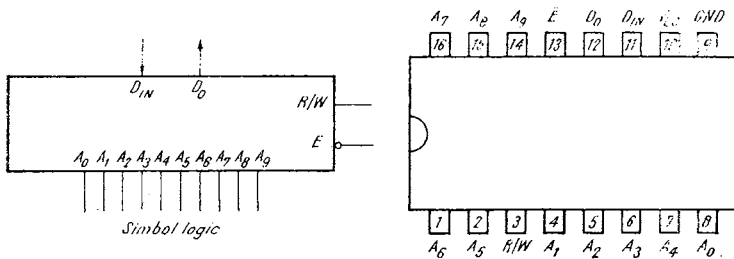 A7 A8 A9 E D0 DIN GND
16 15 14 13 12 11 10 9
DIN D0
R/W
E
A0 A1 A2 A3 A4 A5 A6 A7 A8 A9
Simbol logic
1 2 3 4 5 6 7 8
A6 A5 R/W A1 A2 A3 A4 A0